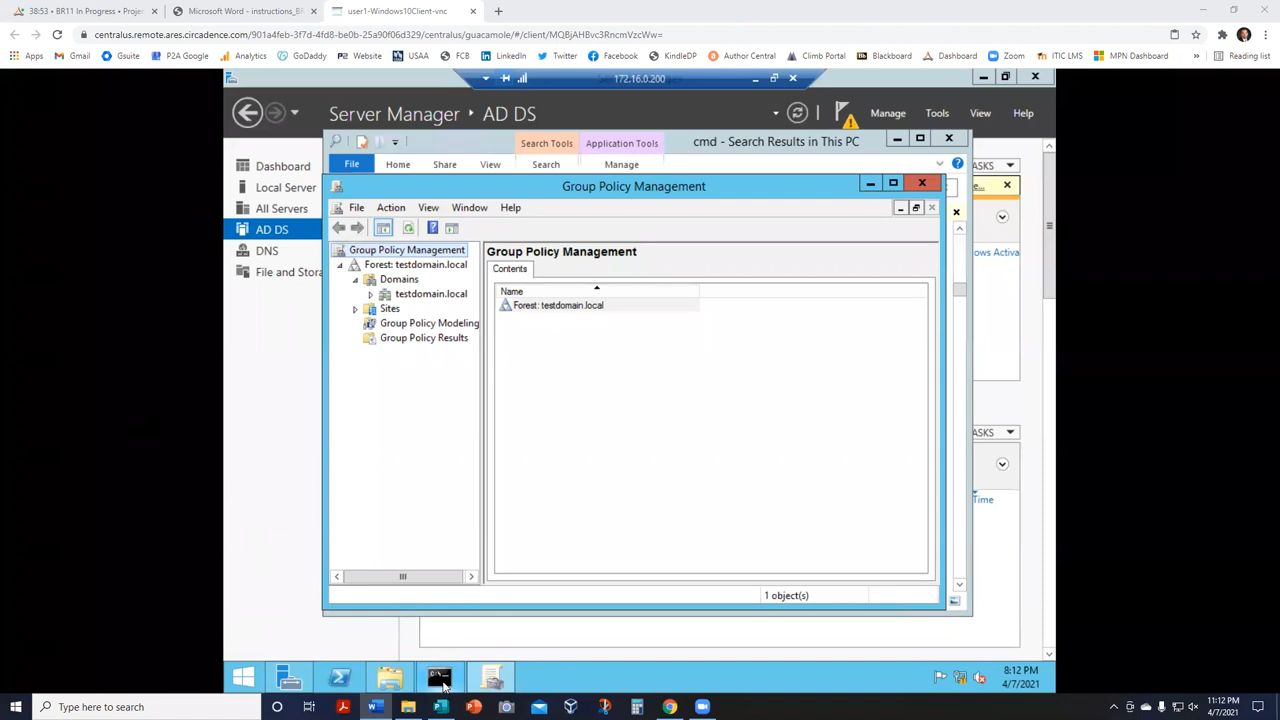 38:53 BR11 In Progress • Projec
Microsoft Word - instructions_BR
user1-Windows10Client-vnc
centralus.remote.ares.circadence.com/901a4feb-3f7d-4fd8-be0b-25a90f06d329/centralus/guacamole/#/client/MQBjAHBvc3RncmVzcWw=
Apps
Gmail
P2A Google
Analytics
GoDaddy
Website
USAA
FCB
LinkedIn
Twitter
Facebook
KindleDP
Author Central
Climb Portal
Blackboard
Dashboard
Zoom
ITIC LMS
MPN Dashboard
Reading list
172.16.0.200
Server Manager • AD DS
Manage
Tools
View
Help
Dashboard
Local Server
All Servers
AD DS
DNS
File and Stora
Search Tools
Application Tools
cmd - Search Results in This PC
File
Home
Share
View
Search
Manage
ASKS
e...
ows Activa
Group Policy Management
File
Action
View
Window
Help
Group Policy Management
Forest: testdomain.local
Domains
testdomain.local
Sites
Group Policy Modeling
Group Policy Results
Group Policy Management
Contents
Name
Forest: testdomain.local
1 object(s)
ASKS
Time
C:\_
8:12 PM
4/7/2021
Type here to search
11:12 PM
4/7/2021